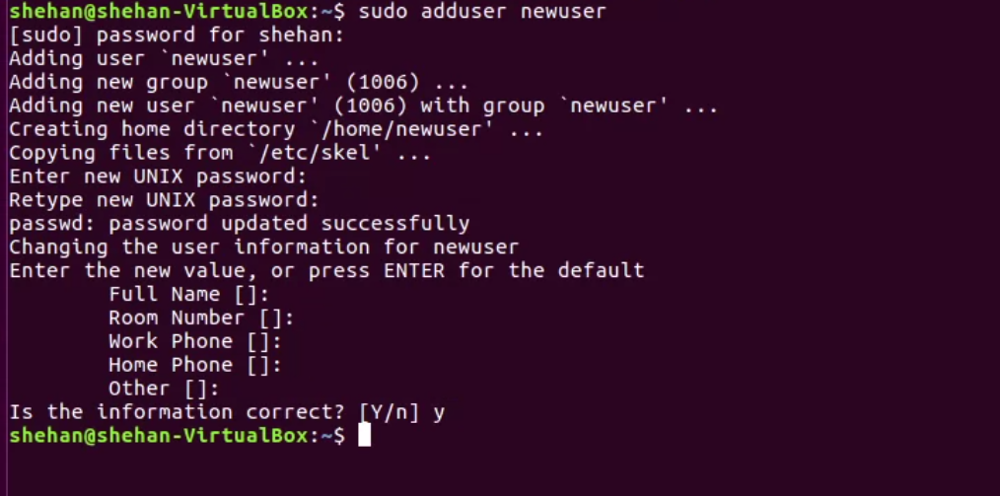 shehan@shehan-VirtualBox:~$ sudo adduser newuser
[sudo] password for shehan:
Adding user `newuser' ...
Adding new group `newuser' (1006) ...
Adding new user `newuser' (1006) with group `newuser' ...
Creating home directory `/home/newuser' ...
Copying files from `/etc/skel' ...
Enter new UNIX password:
Retype new UNIX password:
passwd: password updated successfully
Changing the user information for newuser
Enter the new value, or press ENTER for the default
Full Name []:
Room Number []:
Work Phone []:
Home Phone []:
Other []:
Is the information correct? [Y/n] y
shehan@shehan-VirtualBox:~$